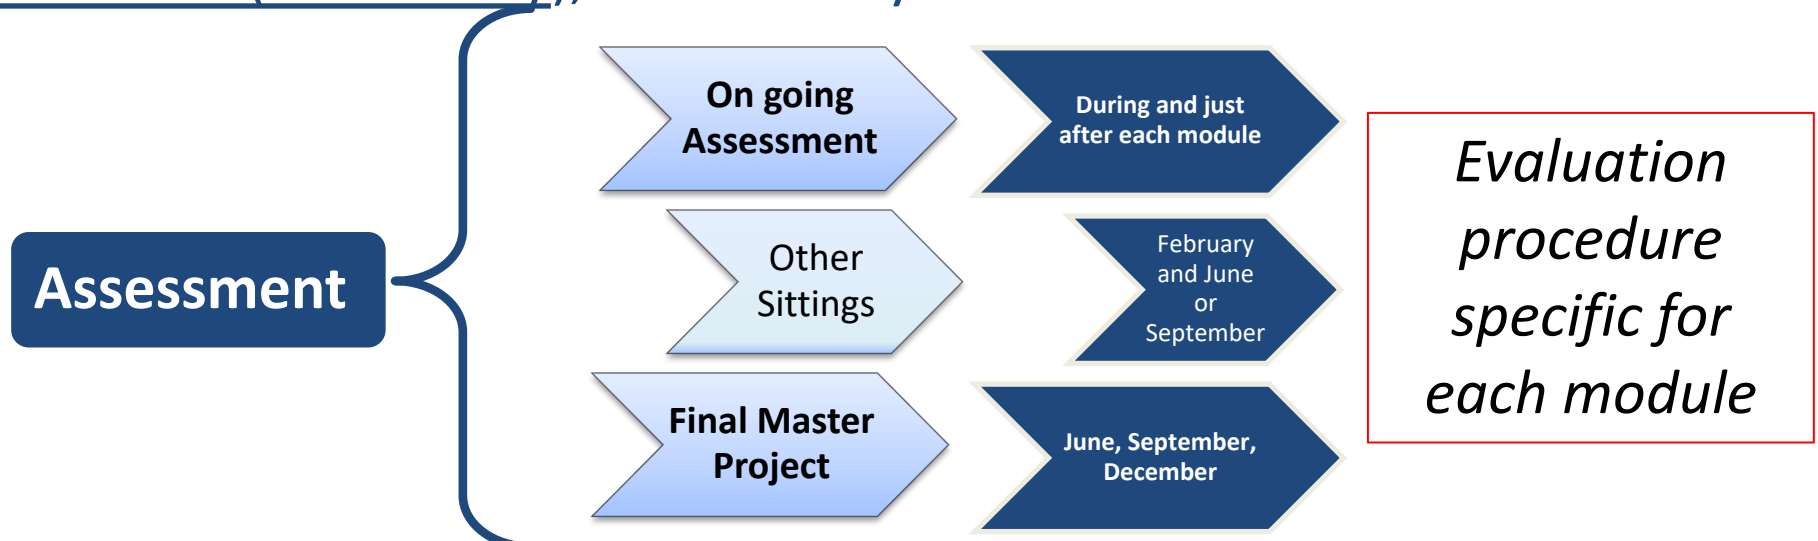 Assessment
On going
Assessment
During and just
after each module
Other
Sittings
February
and June
or
September
Final Master
Project
June, September,
December
Evaluation
procedure
specific for
each module